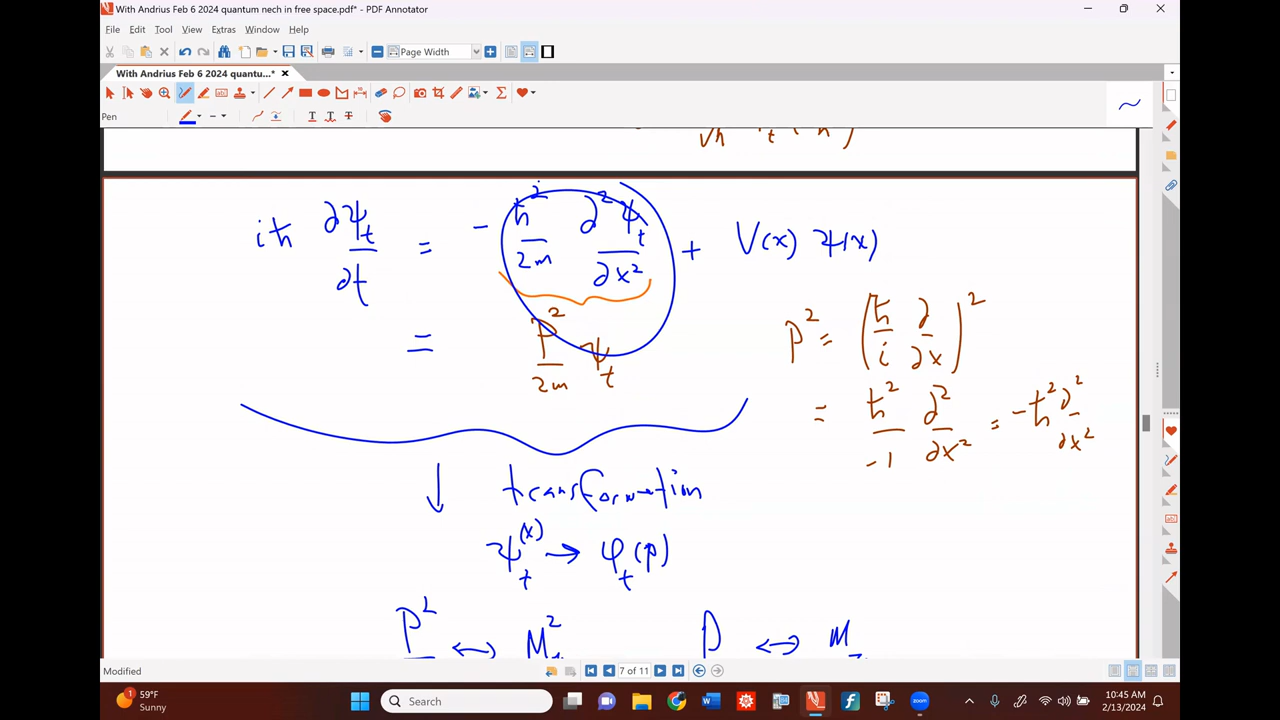 With Andrius Feb 6 2024 quantum nech in free space.pdf* - PDF Annotator
File Edit Tool View Extras Window Help
Page Width
With Andrius Feb 6 2024 quantu...*
Pen
iħ ∂ψ_t/∂t = - ħ²/2m ∂²ψ_t/∂x² + V(x) ψ(x)
= P²/2m ψ_t
P² = (ħ/i ∂/∂x)²
= ħ²/-1 ∂²/∂x² = -ħ² ∂²/∂x²
↓ transformation
ψ_t(x) → φ_t(p)
P² ↔ M² P ↔ M
Modified
7 of 11
59°F
Sunny
Search
10:45 AM
2/13/2024